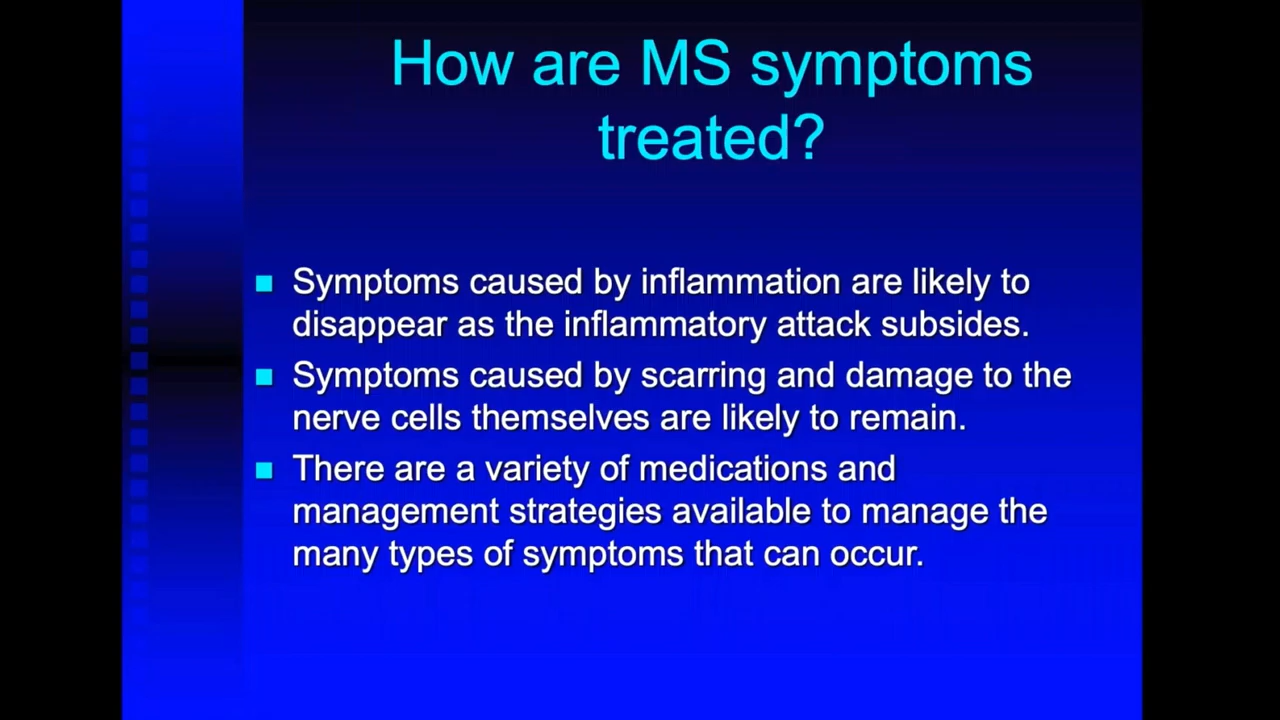 How are MS symptoms
treated?
Symptoms caused by inflammation are likely to
disappear as the inflammatory attack subsides.
Symptoms caused by scarring and damage to the
nerve cells themselves are likely to remain.
There are a variety of medications and
management strategies available to manage the
many types of symptoms that can occur.